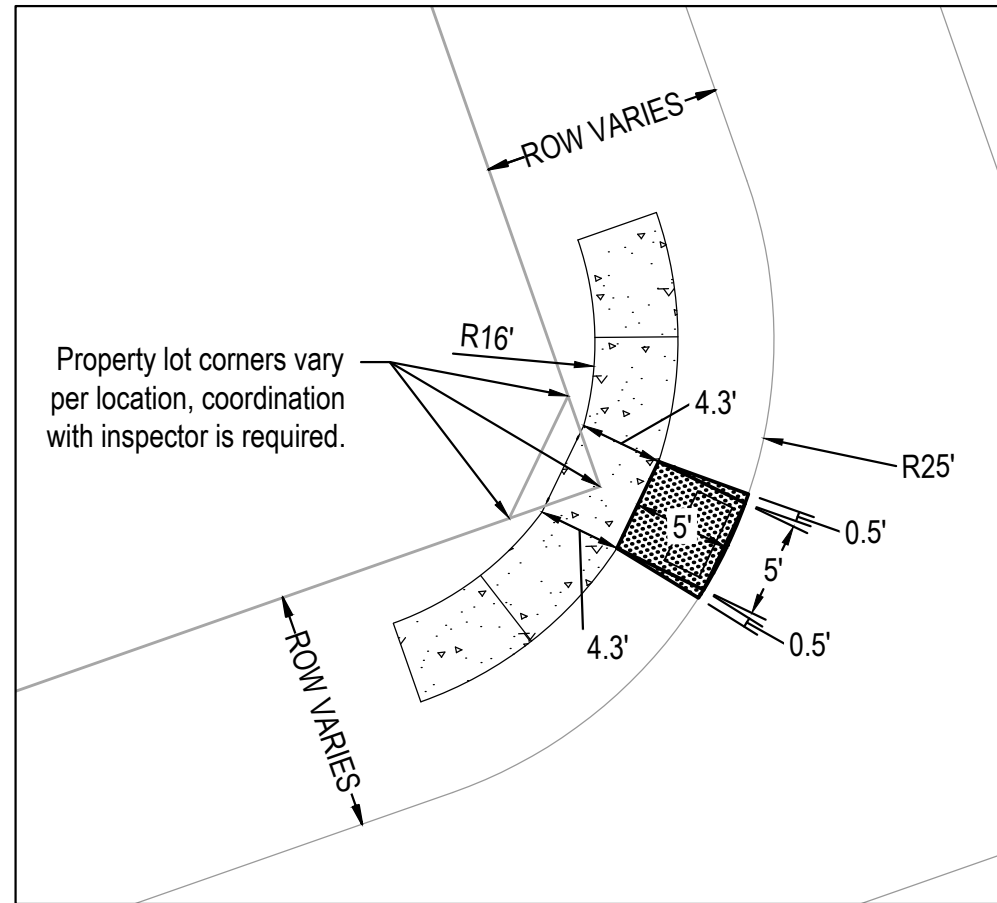 ROW VARIES
R16'
Property lot corners vary
per location, coordination
with inspector is required.
4.3'
R25'
5'
0.5'
5'
0.5'
4.3'
ROW VARIES